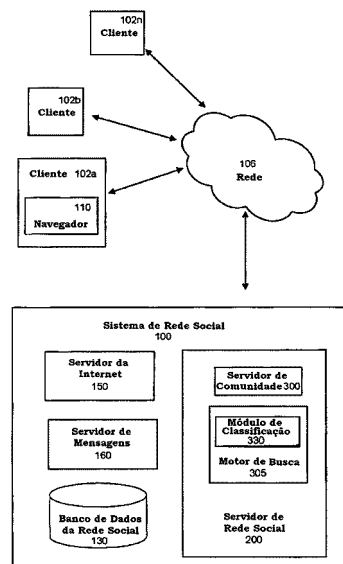 102n
Cliente
102b
Cliente
Cliente 102a
110
Navegador
106
Rede
Sistema de Rede Social
100
Servidor da
Internet
150
Servidor de
Mensagens
160
Banco de Dados
da Rede Social
130
Servidor de
Comunidade 300
Módulo de
Classificação
330
Motor de Busca
305
Servidor de
Rede Social
200